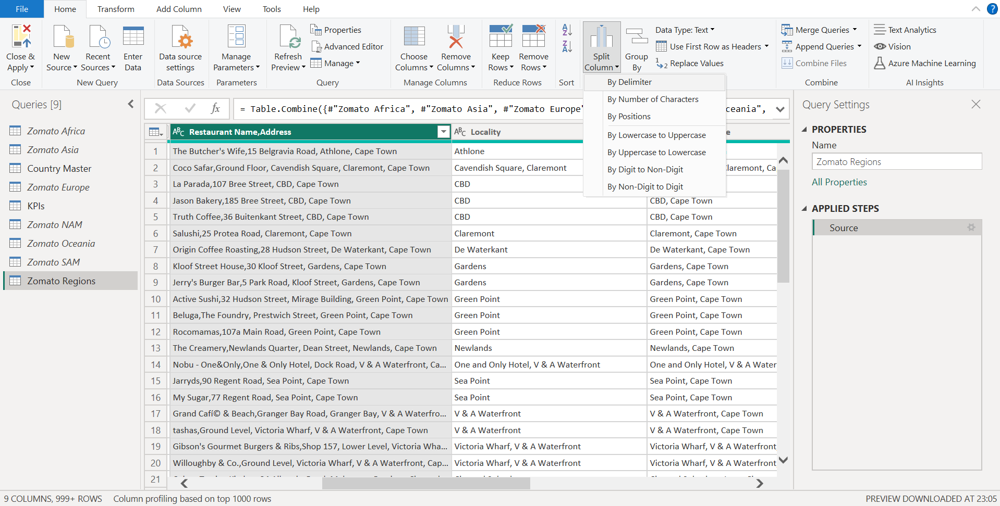 File Home Transform Add Column View Tools Help ?
Close & Apply
New Source
Recent Sources
Enter Data
Data source settings
Manage Parameters
Refresh Preview
Properties
Advanced Editor
Manage
Choose Columns
Remove Columns
Keep Rows
Remove Rows
A Z
Z A
Split Column
Group By
Data Type: Text
Use First Row as Headers
1 2 Replace Values
Merge Queries
Append Queries
Combine Files
Text Analytics
Vision
Azure Machine Learning
Close New Query Data Sources Parameters Query Manage Columns Reduce Rows Sort Combine AI Insights
By Delimiter
By Number of Characters
By Positions
By Lowercase to Uppercase
By Uppercase to Lowercase
By Digit to Non-Digit
By Non-Digit to Digit
Queries [9]
Zomato Africa
Zomato Asia
Country Master
Zomato Europe
KPIs
Zomato NAM
Zomato Oceania
Zomato SAM
Zomato Regions
fx = Table.Combine({#"Zomato Africa", #"Zomato Asia", #"Zomato Europe" ceania",
ABC Restaurant Name,Address ABC Locality e
1 The Butcher's Wife,15 Belgravia Road, Athlone, Cape Town Athlone
2 Coco Safar,Ground Floor, Cavendish Square, Claremont, Cape Town Cavendish Square, Claremont laremont, Ca
3 La Parada,107 Bree Street, CBD, Cape Town CBD
4 Jason Bakery,185 Bree Street, CBD, Cape Town CBD CBD, Cape Town
5 Truth Coffee,36 Buitenkant Street, CBD, Cape Town CBD CBD, Cape Town
6 Salushi,25 Protea Road, Claremont, Cape Town Claremont Claremont, Cape Town
7 Origin Coffee Roasting,28 Hudson Street, De Waterkant, Cape Town De Waterkant De Waterkant, Cape Town
8 Kloof Street House,30 Kloof Street, Gardens, Cape Town Gardens Gardens, Cape Town
9 Jerry's Burger Bar,5 Park Road, Kloof Street, Gardens, Cape Town Gardens Gardens, Cape Town
10 Active Sushi,32 Hudson Street, Mirage Building, Green Point, Cape Town Green Point Green Point, Cape Town
11 Beluga,The Foundry, Prestwich Street, Green Point, Cape Town Green Point Green Point, Cape Town
12 Rocomamas,107a Main Road, Green Point, Cape Town Green Point Green Point, Cape Town
13 The Creamery,Newlands Quarter, Dean Street, Newlands, Cape Town Newlands Newlands, Cape Town
14 Nobu - One&Only,One & Only Hotel, Dock Road, V & A Waterfront, Ca... One and Only Hotel, V & A Waterfront One and Only Hotel, V & A Water
15 Jarryds,90 Regent Road, Sea Point, Cape Town Sea Point Sea Point, Cape Town
16 My Sugar,77 Regent Road, Sea Point, Cape Town Sea Point Sea Point, Cape Town
17 Grand Cafí© & Beach,Granger Bay Road, Granger Bay, V & A Waterfro... V & A Waterfront V & A Waterfront, Cape Town
18 tashas,Ground Level, Victoria Wharf, V & A Waterfront, Cape Town V & A Waterfront V & A Waterfront, Cape Town
19 Gibson's Gourmet Burgers & Ribs,Shop 157, Lower Level, Victoria Wha... Victoria Wharf, V & A Waterfront Victoria Wharf, V & A Waterfront
20 Willoughby & Co.,Ground Level, Victoria Wharf, V & A Waterfront, Cap... Victoria Wharf, V & A Waterfront Victoria Wharf, V & A Waterfront
21
Query Settings
PROPERTIES
Name
Zomato Regions
All Properties
APPLIED STEPS
Source
9 COLUMNS, 999+ ROWS Column profiling based on top 1000 rows PREVIEW DOWNLOADED AT 23:05